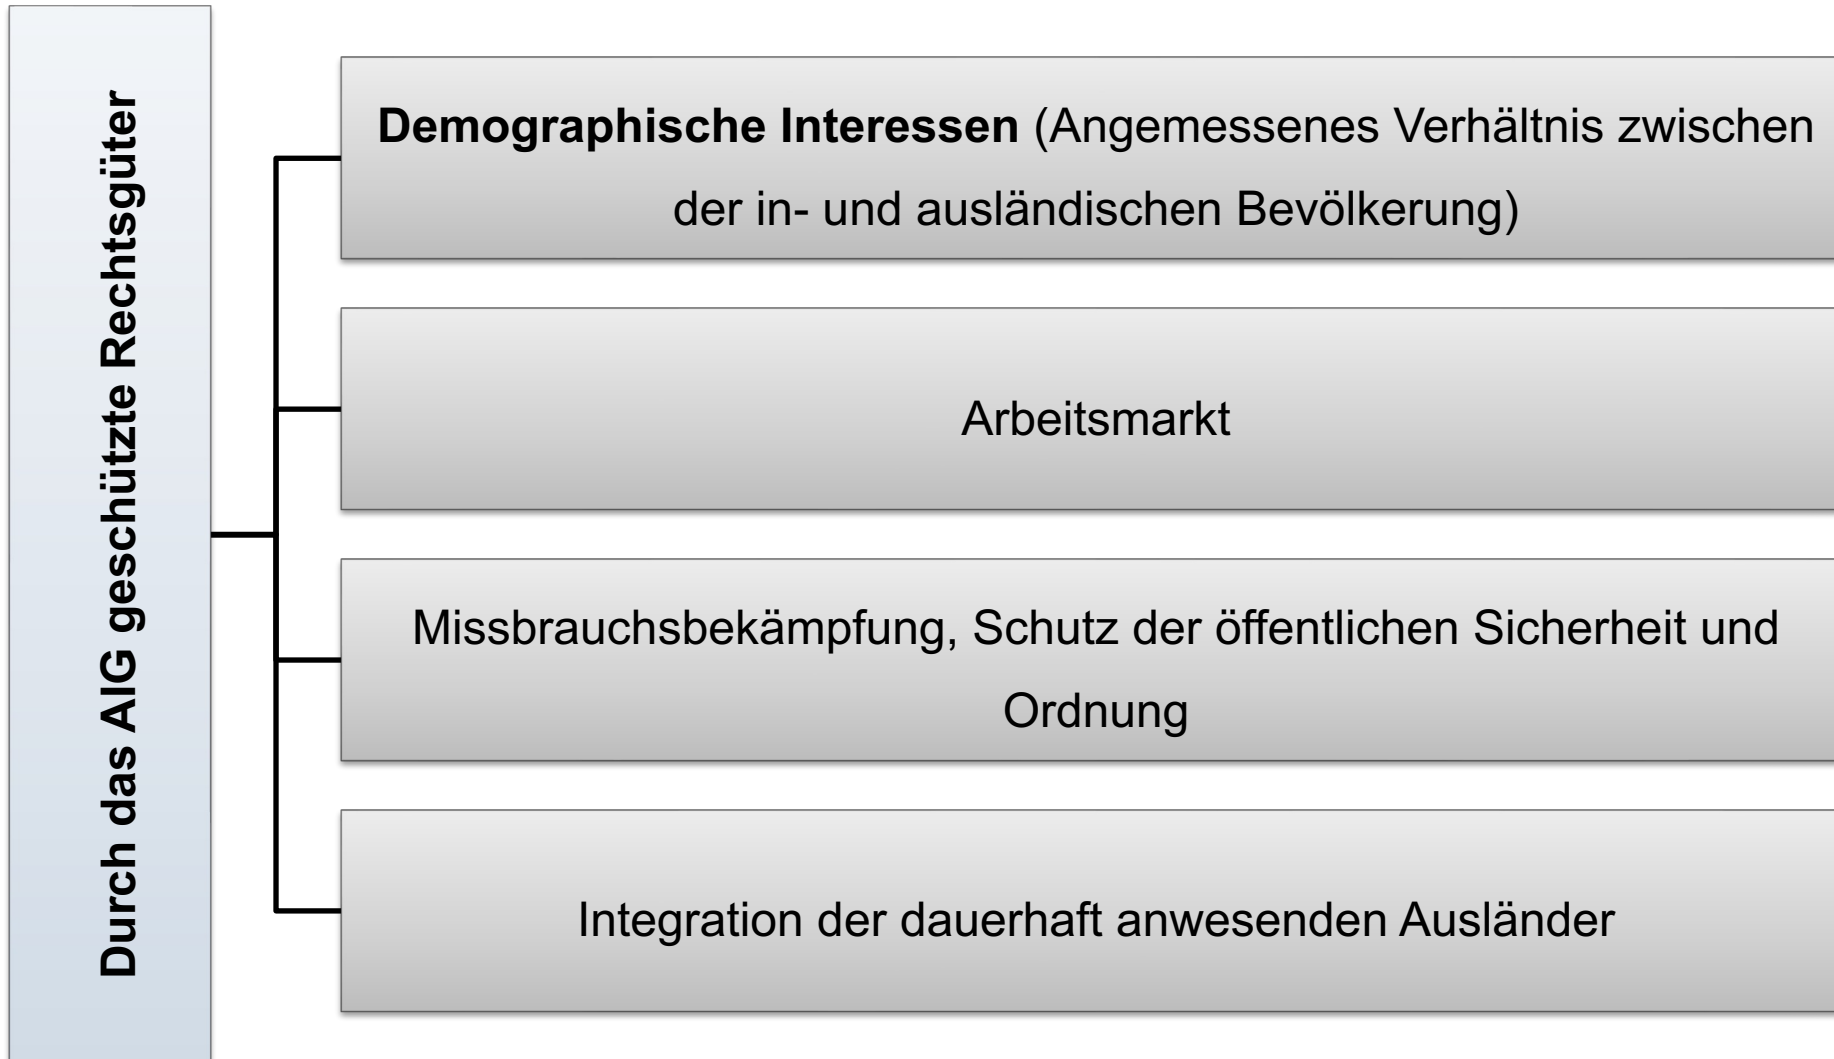 Durch das AIG geschützte Rechtsgüter
Demographische Interessen (Angemessenes Verhältnis zwischen
der in- und ausländischen Bevölkerung)
Arbeitsmarkt
Missbrauchsbekämpfung, Schutz der öffentlichen Sicherheit und
Ordnung
Integration der dauerhaft anwesenden Ausländer